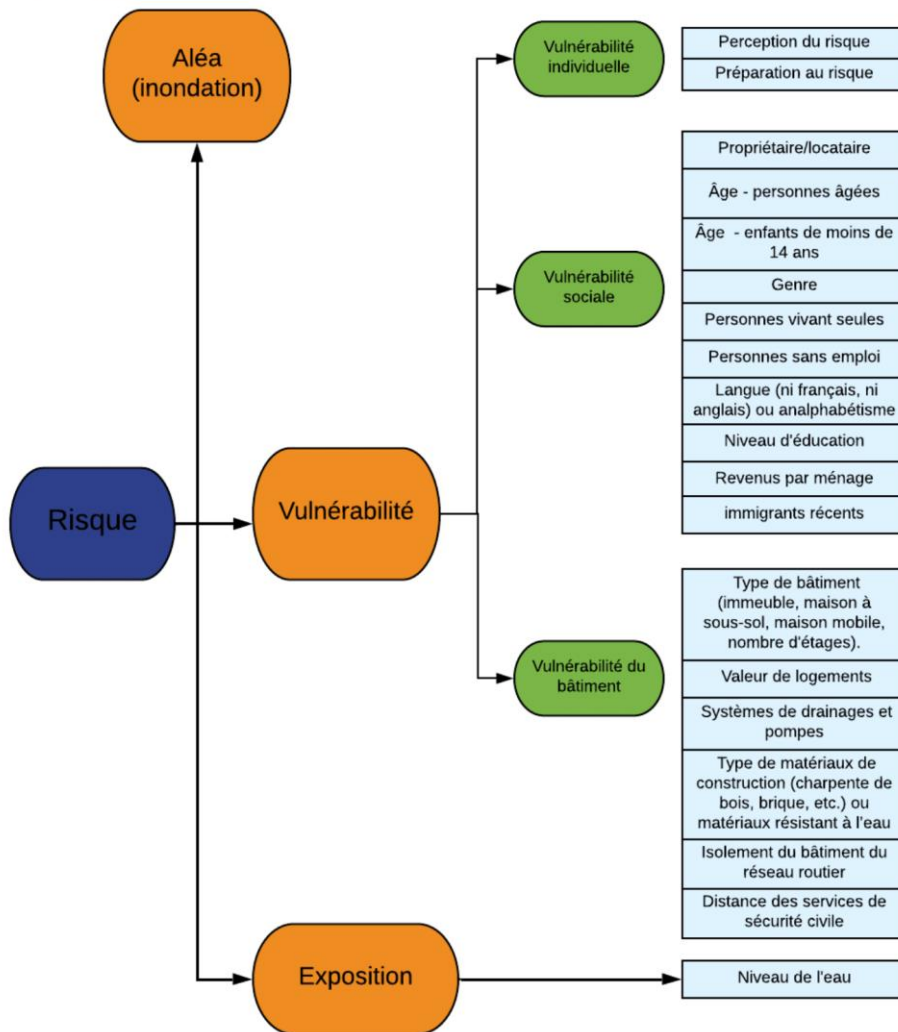 Aléa
(inondation)
Vulnérabilité
individuelle
Perception du risque
Préparation au risque
Propriétaire/locataire
Âge - personnes âgées
Âge - enfants de moins de
14 ans
Vulnérabilité
sociale
Genre
Personnes vivant seules
Personnes sans emploi
Langue (ni français, ni
anglais) ou analphabétisme
Niveau d'éducation
Revenus par ménage
immigrants récents
Risque
Vulnérabilité
Type de bâtiment
(immeuble, maison à
sous-sol, maison mobile,
nombre d'étages).
Vulnérabilité du
bâtiment
Valeur de logements
Systèmes de drainages et
pompes
Type de matériaux de
construction (charpente de
bois, brique, etc.) ou
matériaux résistant à l'eau
Isolement du bâtiment du
réseau routier
Distance des services de
sécurité civile
Exposition
Niveau de l'eau